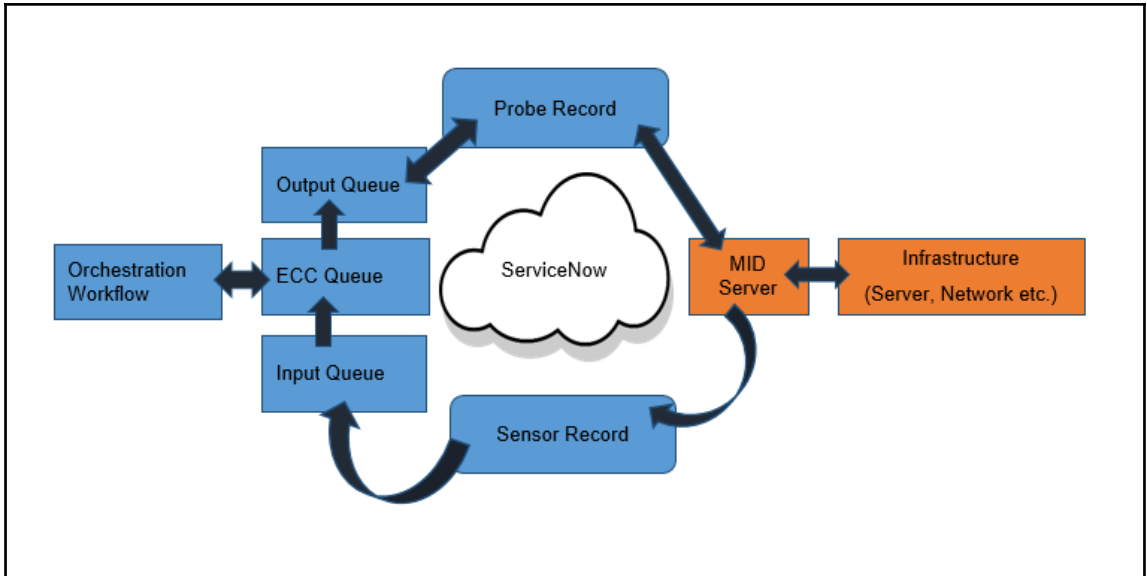 Probe Record
Output Queue
Orchestration
Workflow
ECC Queue
ServiceNow
MID
Server
Infrastructure
(Server, Network etc.)
Input Queue
Sensor Record